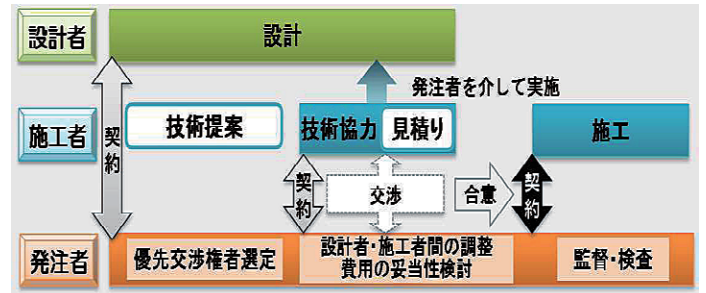 設計者
設計
発注者を介して実施
施工者
契約
技術提案
技術協力
見積り
施工
契約
交渉
合意
契約
発注者
優先交渉権者選定
設計者・施工者間の調整
費用の妥当性検討
監督・検査